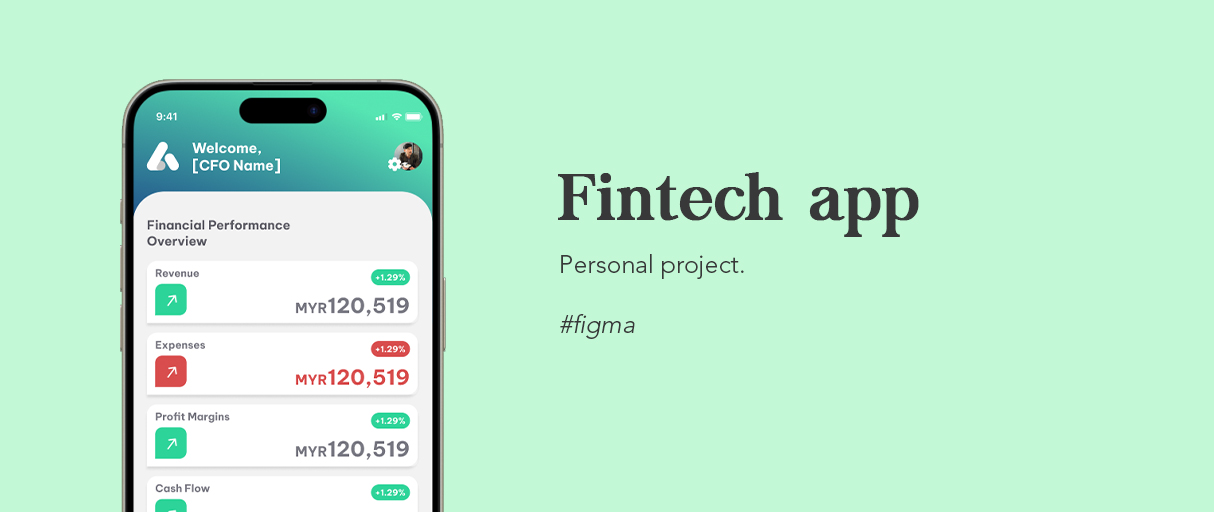 9:41
Welcome,
[CFO Name]
Financial Performance
Overview
Revenue
+1.29%
MYR120,519
Expenses
+1.29%
MYR120,519
Profit Margins
+1.29%
MYR120,519
Cash Flow
+1.29%
Fintech app
Personal project.
#figma